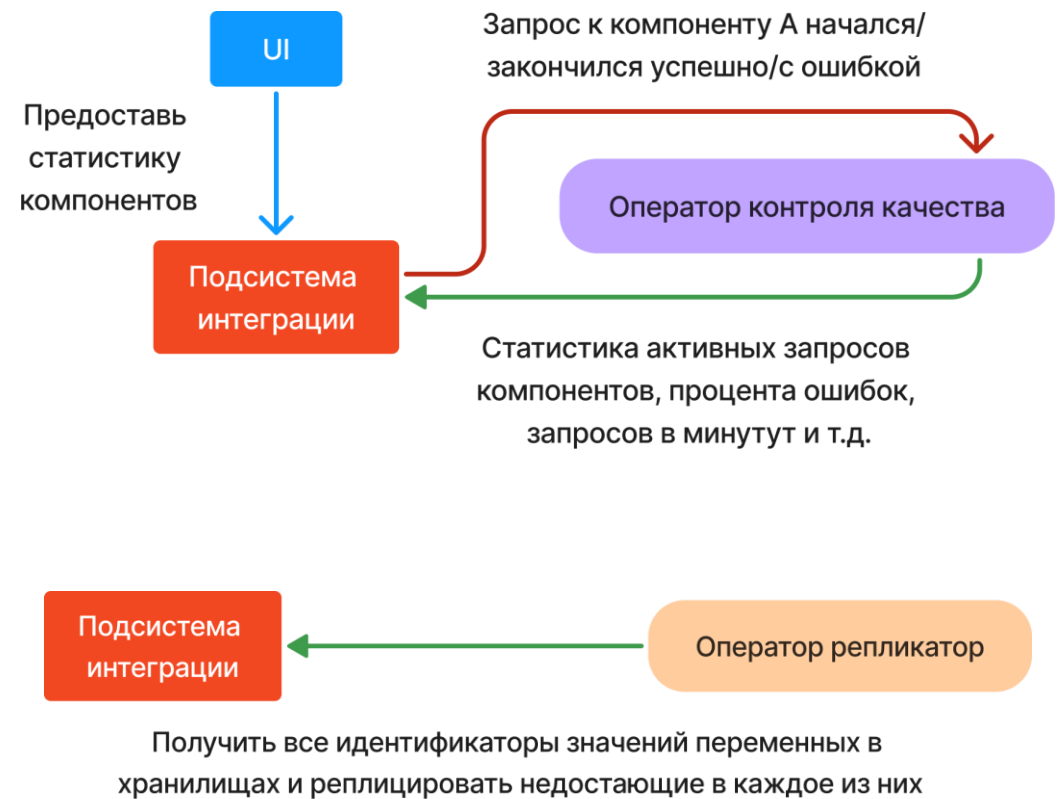 UI
Запрос к компоненту А начался/
закончился успешно/с ошибкой
Предоставь
статистику
компонентов
Оператор контроля качества
Подсистема
интеграции
Статистика активных запросов
компонентов, процента ошибок,
запросов в минутут и т.д.
Подсистема
интеграции
Оператор репликатор
Получить все идентификаторы значений переменных в
хранилищах и реплицировать недостающие в каждое из них